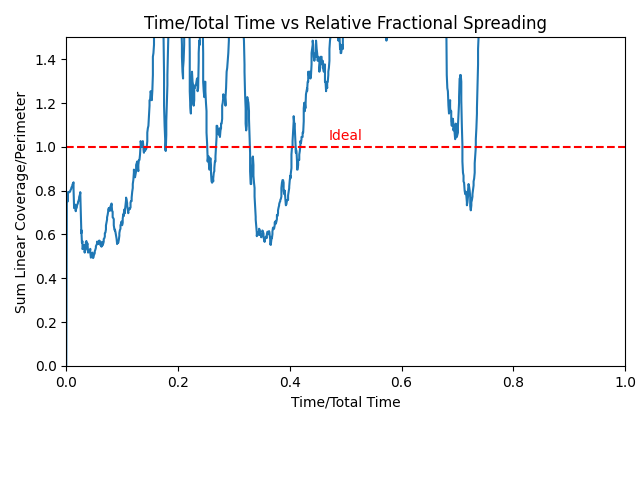 Time/Total Time vs Relative Fractional Spreading
Sum Linear Coverage/Perimeter
1.4
1.2
1.0
0.8
0.6
0.4
0.2
0.0
Ideal
0.0 0.2 0.4 0.6 0.8 1.0
Time/Total Time